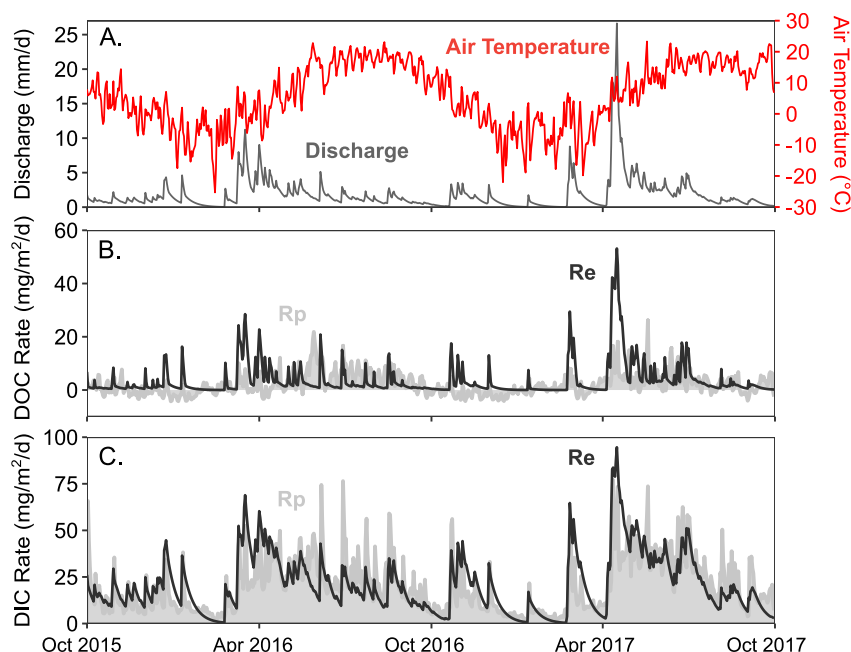 A.
Air Temperature
Discharge
Discharge (mm/d)
25
20
15
10
5
0
30
20
10
0
-10
-20
-30
Air Temperature (°C)
B.
Rp
Re
DOC Rate (mg/m²/d)
60
40
20
0
C.
Rp
Re
DIC Rate (mg/m²/d)
100
75
50
25
0
Oct 2015
Apr 2016
Oct 2016
Apr 2017
Oct 2017